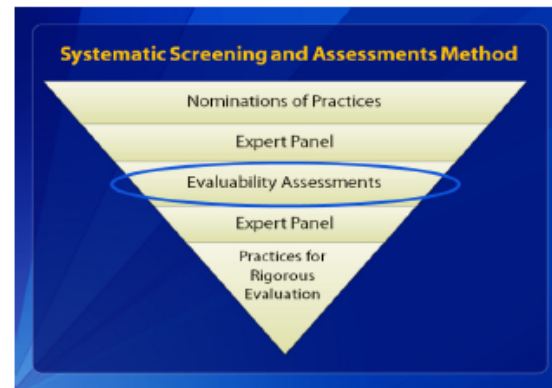 Systematic Screening and Assessments Method
Nominations of Practices
Expert Panel
Evaluability Assessments
Expert Panel
Practices for
Rigorous
Evaluation